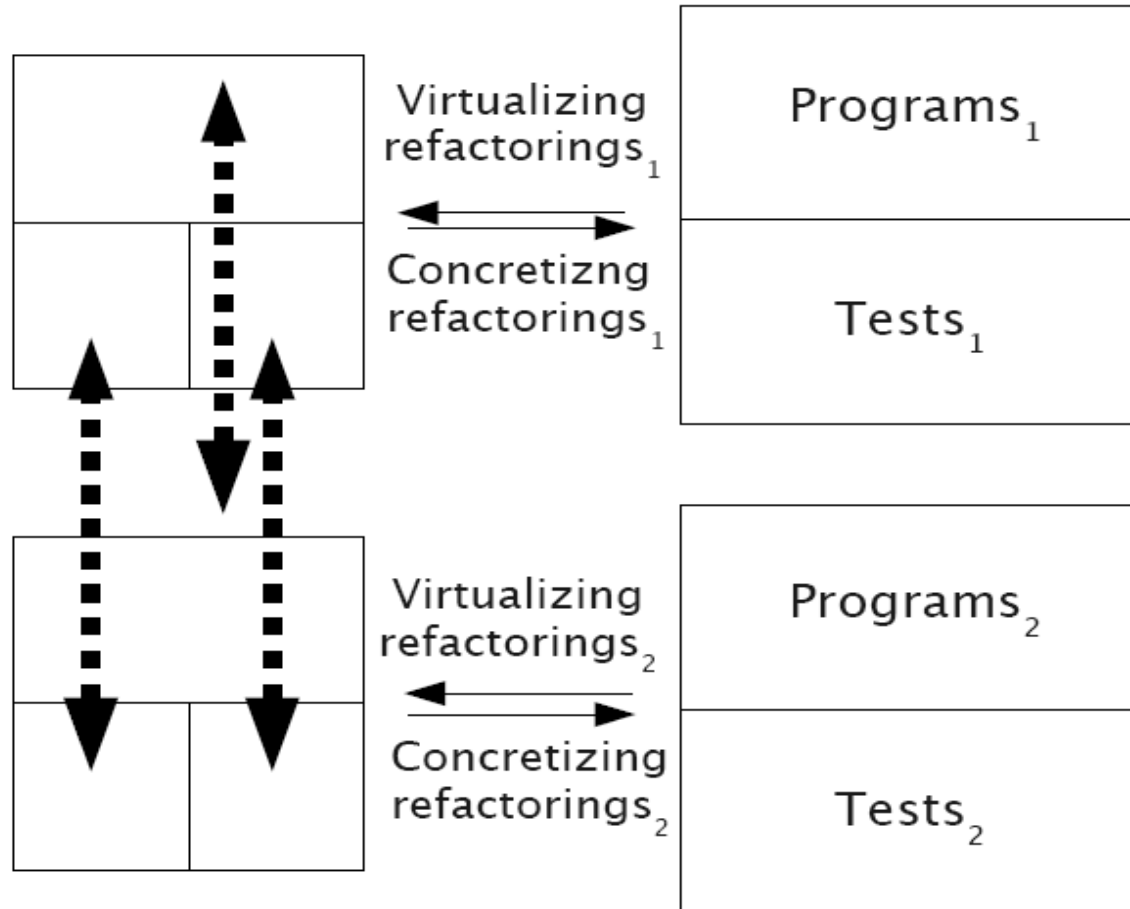 Virtualizing
refactorings₁
Concretizng
refactorings₁
Programs₁
Tests₁
Virtualizing
refactorings₂
Concretizing
refactorings₂
Programs₂
Tests₂